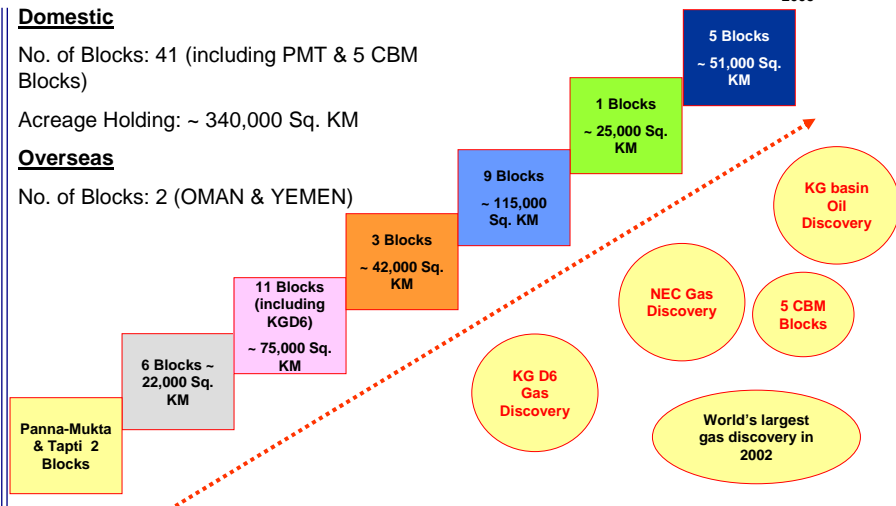 Domestic
No. of Blocks: 41 (including PMT & 5 CBM
Blocks)
Acreage Holding: ~ 340,000 Sq. KM
Overseas
No. of Blocks: 2 (OMAN & YEMEN)
5 Blocks
~ 51,000 Sq.
KM
1 Blocks
~ 25,000 Sq.
KM
9 Blocks
~ 115,000
Sq. KM
3 Blocks
~ 42,000 Sq.
KM
11 Blocks
(including
KGD6)
~ 75,000 Sq.
KM
6 Blocks ~
22,000 Sq.
KM
Panna-Mukta
& Tapti 2
Blocks
KG basin
Oil
Discovery
NEC Gas
Discovery
5 CBM
Blocks
KG D6
Gas
Discovery
World's largest
gas discovery in
2002